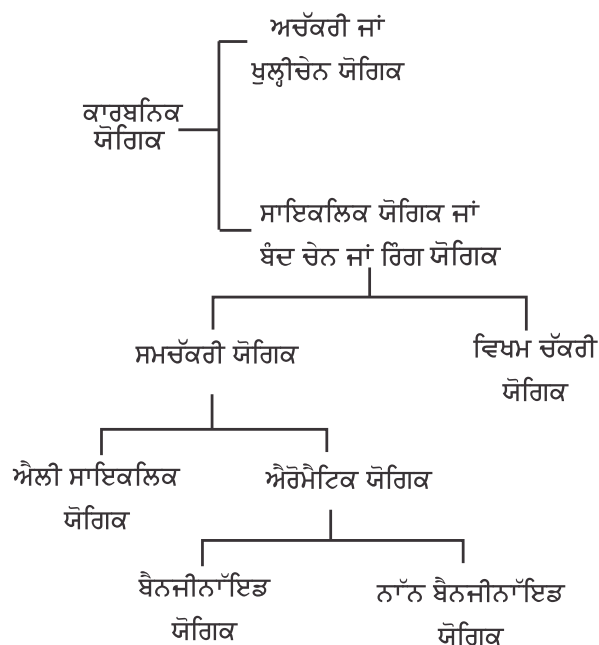 ਅਚੱਕਰੀ ਜਾਂ
ਖੁਲ੍ਹੀਚੇਨ ਯੋਗਿਕ
ਕਾਰਬਨਿਕ
ਯੋਗਿਕ
ਸਾਇਕਲਿਕ ਯੋਗਿਕ ਜਾਂ
ਬੰਦ ਚੇਨ ਜਾਂ ਰਿੰਗ ਯੋਗਿਕ
ਸਮਚੱਕਰੀ ਯੋਗਿਕ
ਵਿਖਮ ਚੱਕਰੀ
ਯੋਗਿਕ
ਐਲੀ ਸਾਇਕਲਿਕ
ਯੋਗਿਕ
ਐਰੋਮੈਟਿਕ ਯੋਗਿਕ
ਬੈਨਜੀਨਾੱਇਡ
ਯੋਗਿਕ
ਨਾੱਨ ਬੈਨਜੀਨਾੱਇਡ
ਯੋਗਿਕ